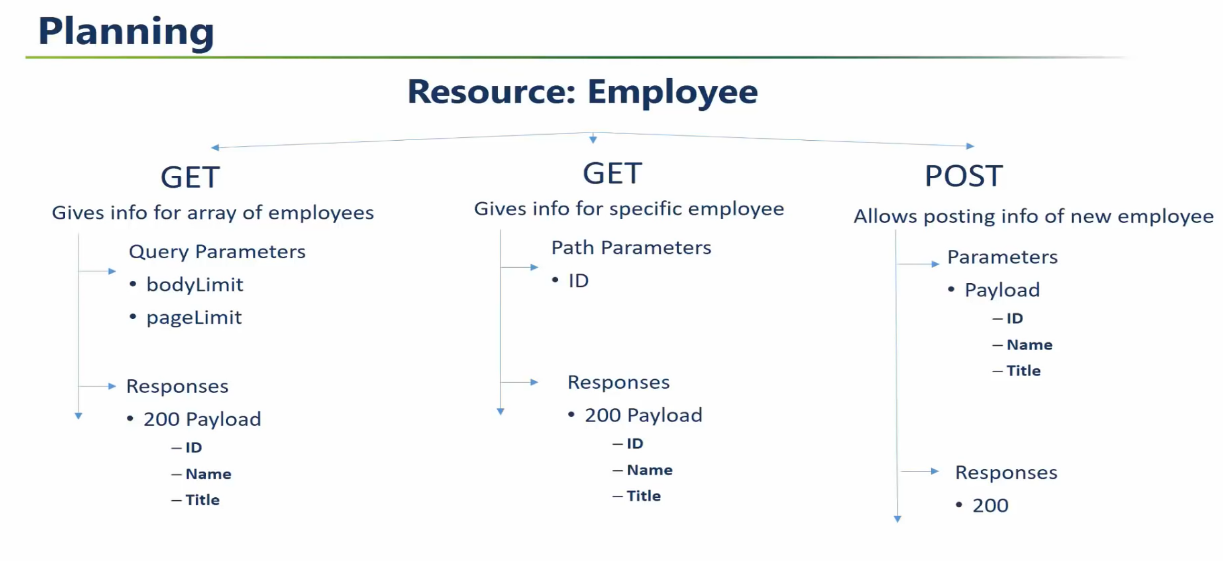 Planning
Resource: Employee
GET
Gives info for array of employees
Query Parameters
• bodyLimit
• pageLimit
Responses
• 200 Payload
– ID
– Name
– Title
GET
Gives info for specific employee
Path Parameters
• ID
Responses
• 200 Payload
– ID
– Name
– Title
POST
Allows posting info of new employee
Parameters
• Payload
– ID
– Name
– Title
Responses
• 200